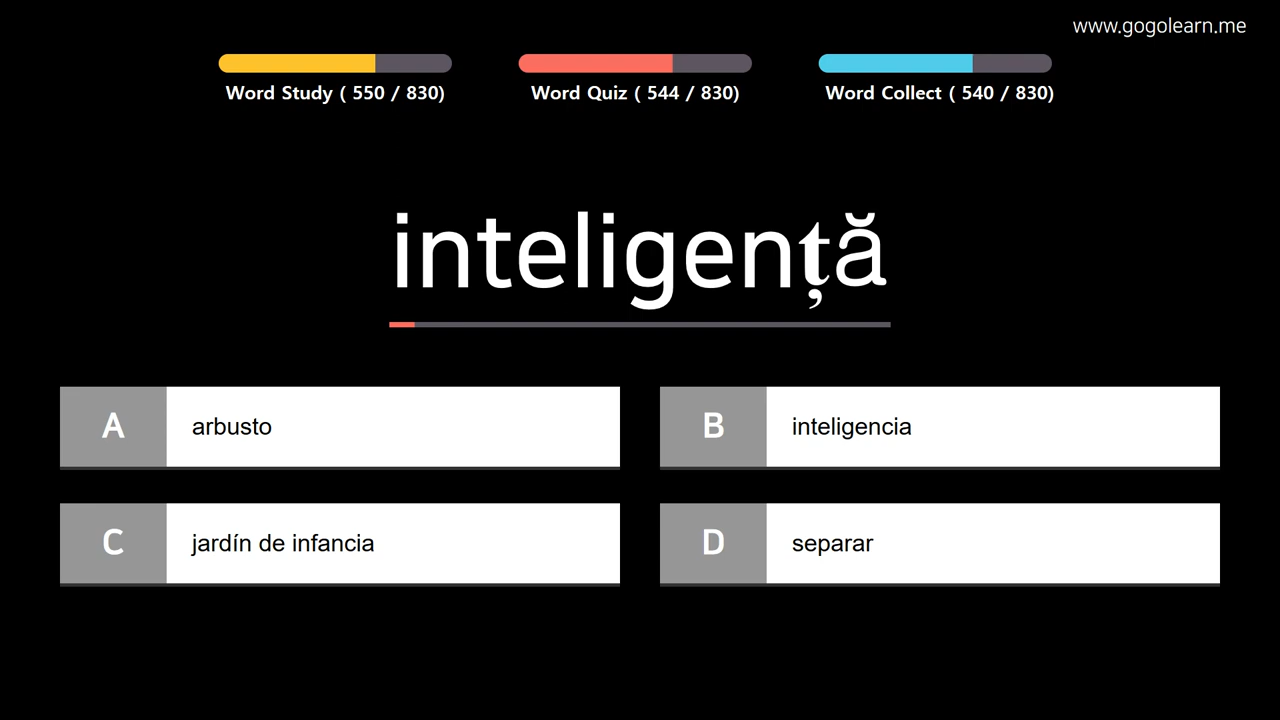 www.gogolearn.me
Word Study ( 550 / 830)
Word Quiz ( 544 / 830)
Word Collect ( 540 / 830)
inteligență
A
arbusto
B
inteligencia
C
jardín de infancia
D
separar